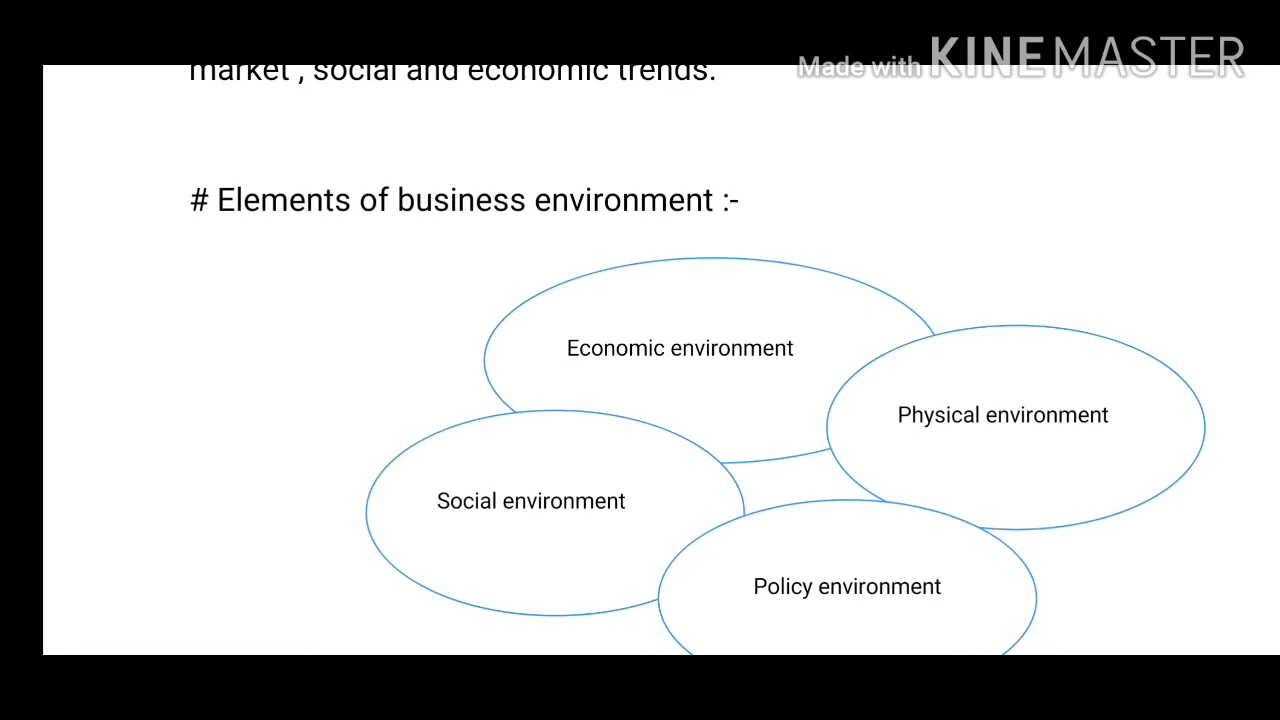 Made with KINEMASTER
market , social and economic trends.
# Elements of business environment :-
Economic environment
Physical environment
Social environment
Policy environment